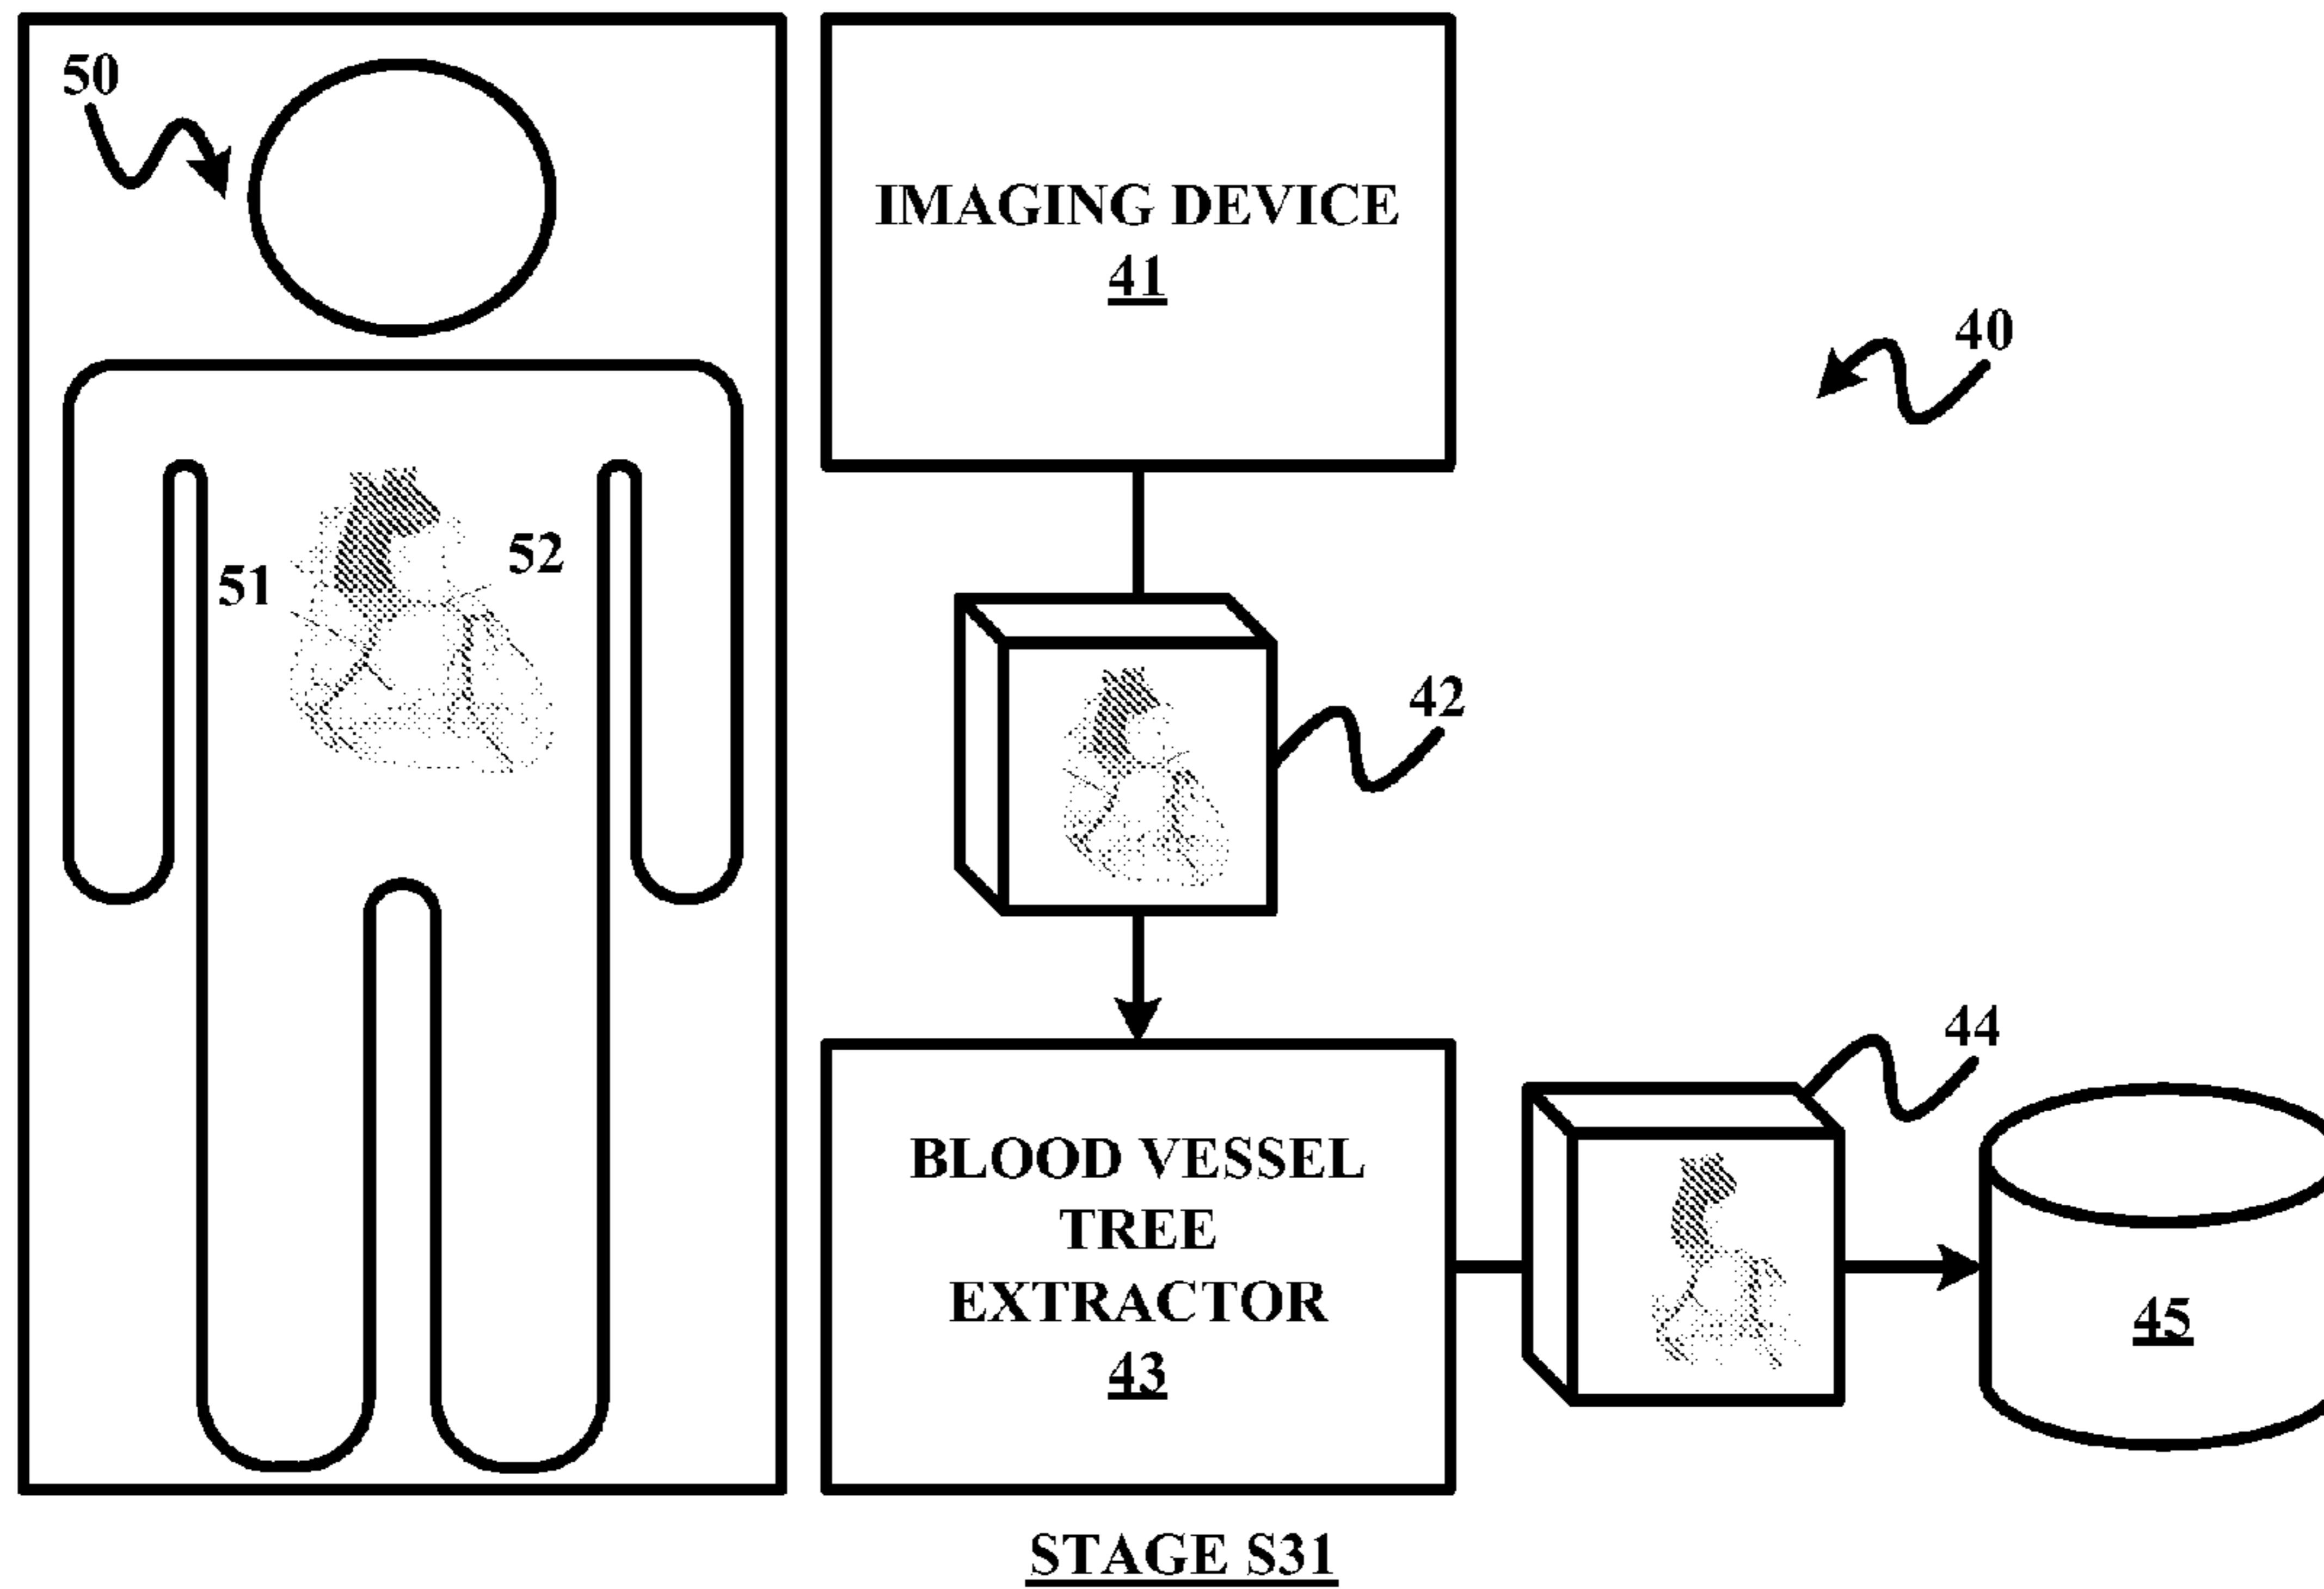 50
IMAGING DEVICE
41
40
52
51
42
44
BLOOD VESSEL
TREE
EXTRACTOR
43
45
STAGE S31